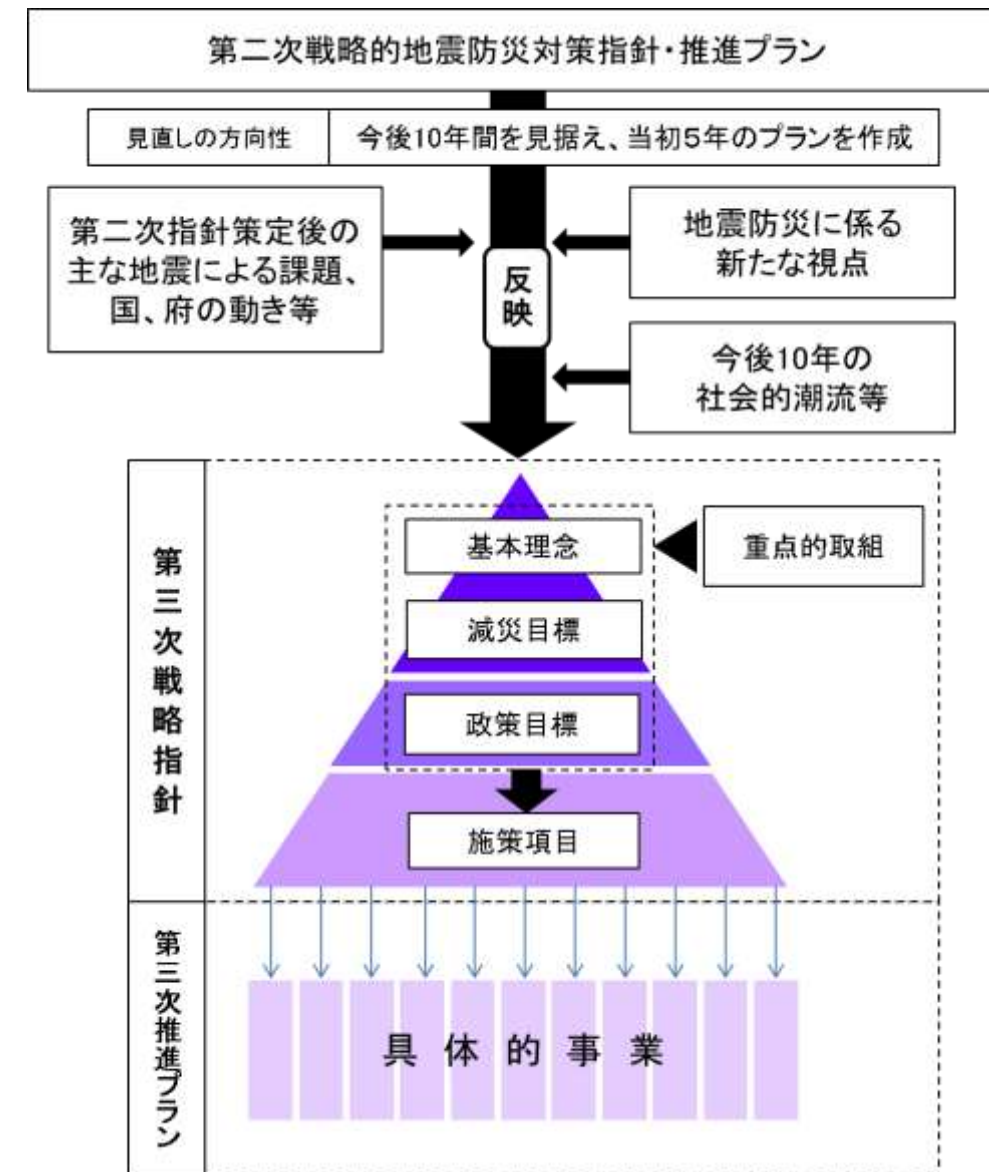 第二次戦略的地震防災対策指針・推進プラン
見直しの方向性
今後10年間を見据え、当初5年のプランを作成
第二次指針策定後の
主な地震による課題、
国、府の動き等
地震防災に係る
新たな視点
反映
今後10年の
社会的潮流等
第三次戦略指針
基本理念
重点的取組
減災目標
政策目標
施策項目
第三次推進プラン
具体的事業